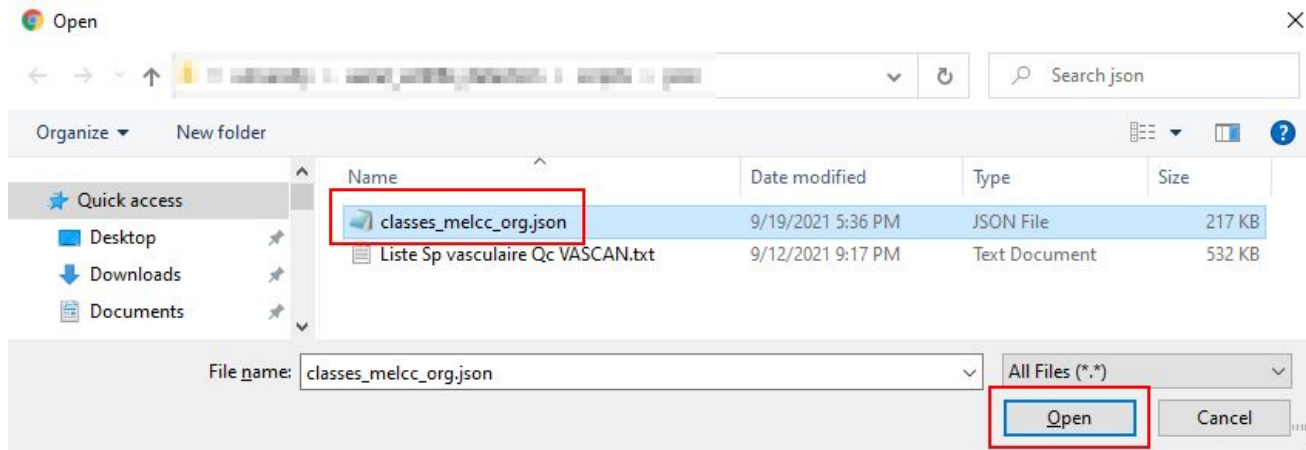 Open
Search json
Organize New folder
Name Date modified Type Size
Quick access
classes_melcc_org.json 9/19/2021 5:36 PM JSON File 217 KB
Desktop
Liste Sp vasculaire Qc VASCAN.txt 9/12/2021 9:17 PM Text Document 532 KB
Downloads
Documents
File name: classes_melcc_org.json All Files (*.*)
Open Cancel